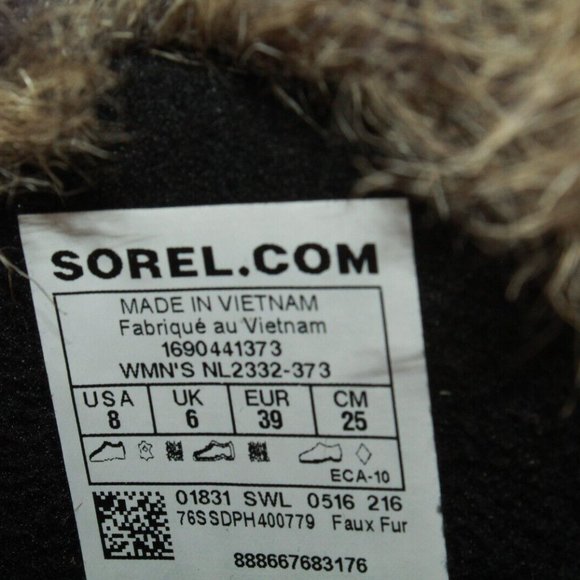 SOREL.COM
MADE IN VIETNAM
Fabriqué au Vietnam
1690441373
WMN'S NL2332-373
USA UK EUR CM
8 6 39 25
ECA-10
01831 SWL 0516 216
76SSDPH400779 Faux Fur
888667683176